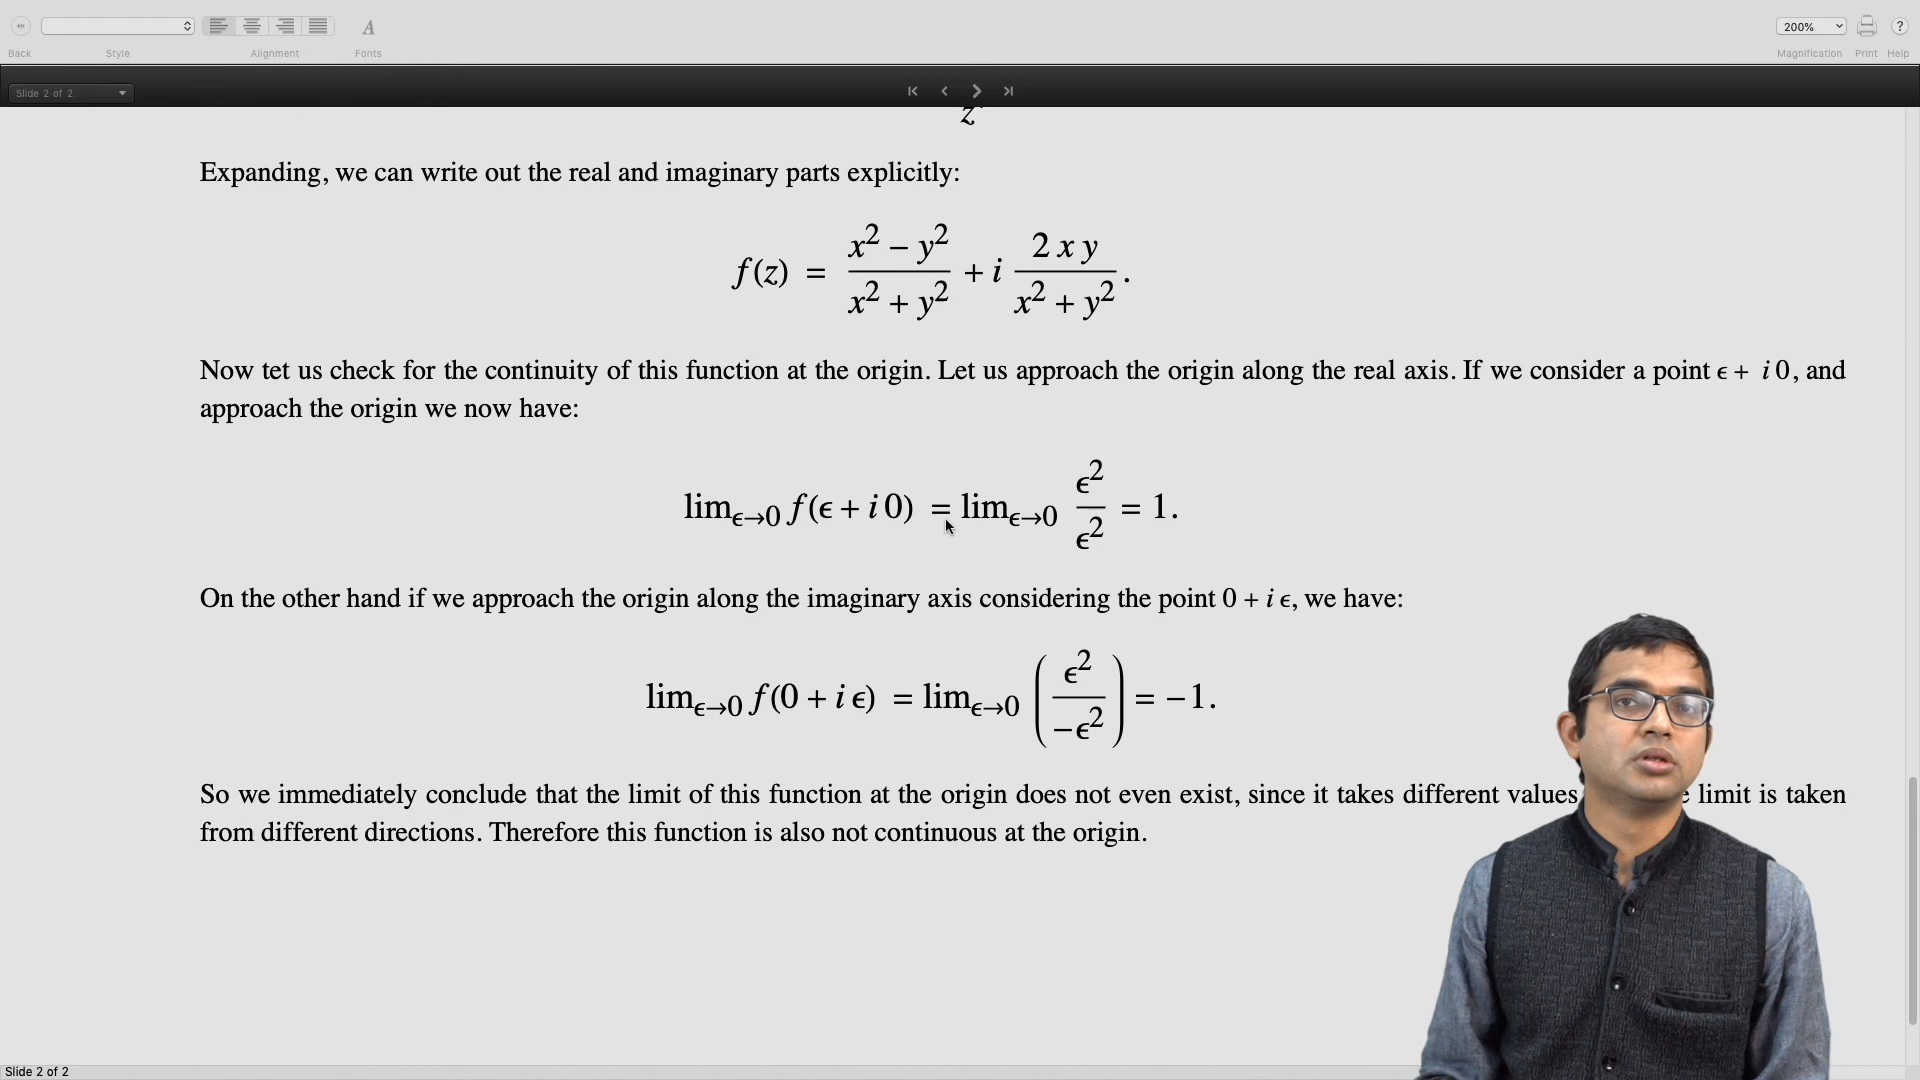 200%
Back Style Alignment Fonts Magnification Print Help
Slide 2 of 2
z
Expanding, we can write out the real and imaginary parts explicitly:
f(z) = \frac{x^2 − y^2}{x^2 + y^2} + i \frac{2 x y}{x^2 + y^2}.
Now tet us check for the continuity of this function at the origin. Let us approach the origin along the real axis. If we consider a point ϵ + i 0, and
approach the origin we now have:
lim_{ϵ→0} f(ϵ + i 0) = lim_{ϵ→0} \frac{ϵ^2}{ϵ^2} = 1.
On the other hand if we approach the origin along the imaginary axis considering the point 0 + i ϵ, we have:
lim_{ϵ→0} f(0 + i ϵ) = lim_{ϵ→0} (\frac{ϵ^2}{−ϵ^2}) = −1.
So we immediately conclude that the limit of this function at the origin does not even exist, since it takes different values limit is taken
from different directions. Therefore this function is also not continuous at the origin.
Slide 2 of 2